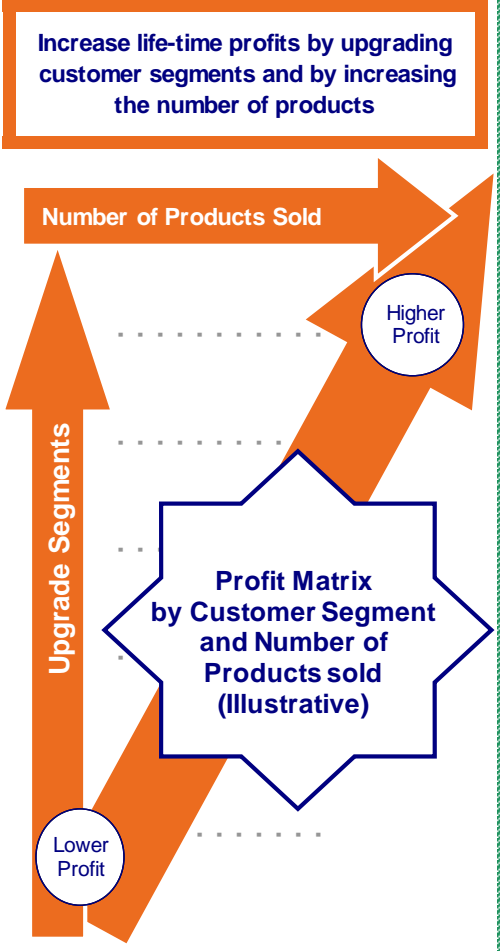 Increase life-time profits by upgrading
customer segments and by increasing
the number of products
Number of Products Sold
Higher
Profit
Upgrade Segments
Profit Matrix
by Customer Segment
and Number of
Products sold
(Illustrative)
Lower
Profit